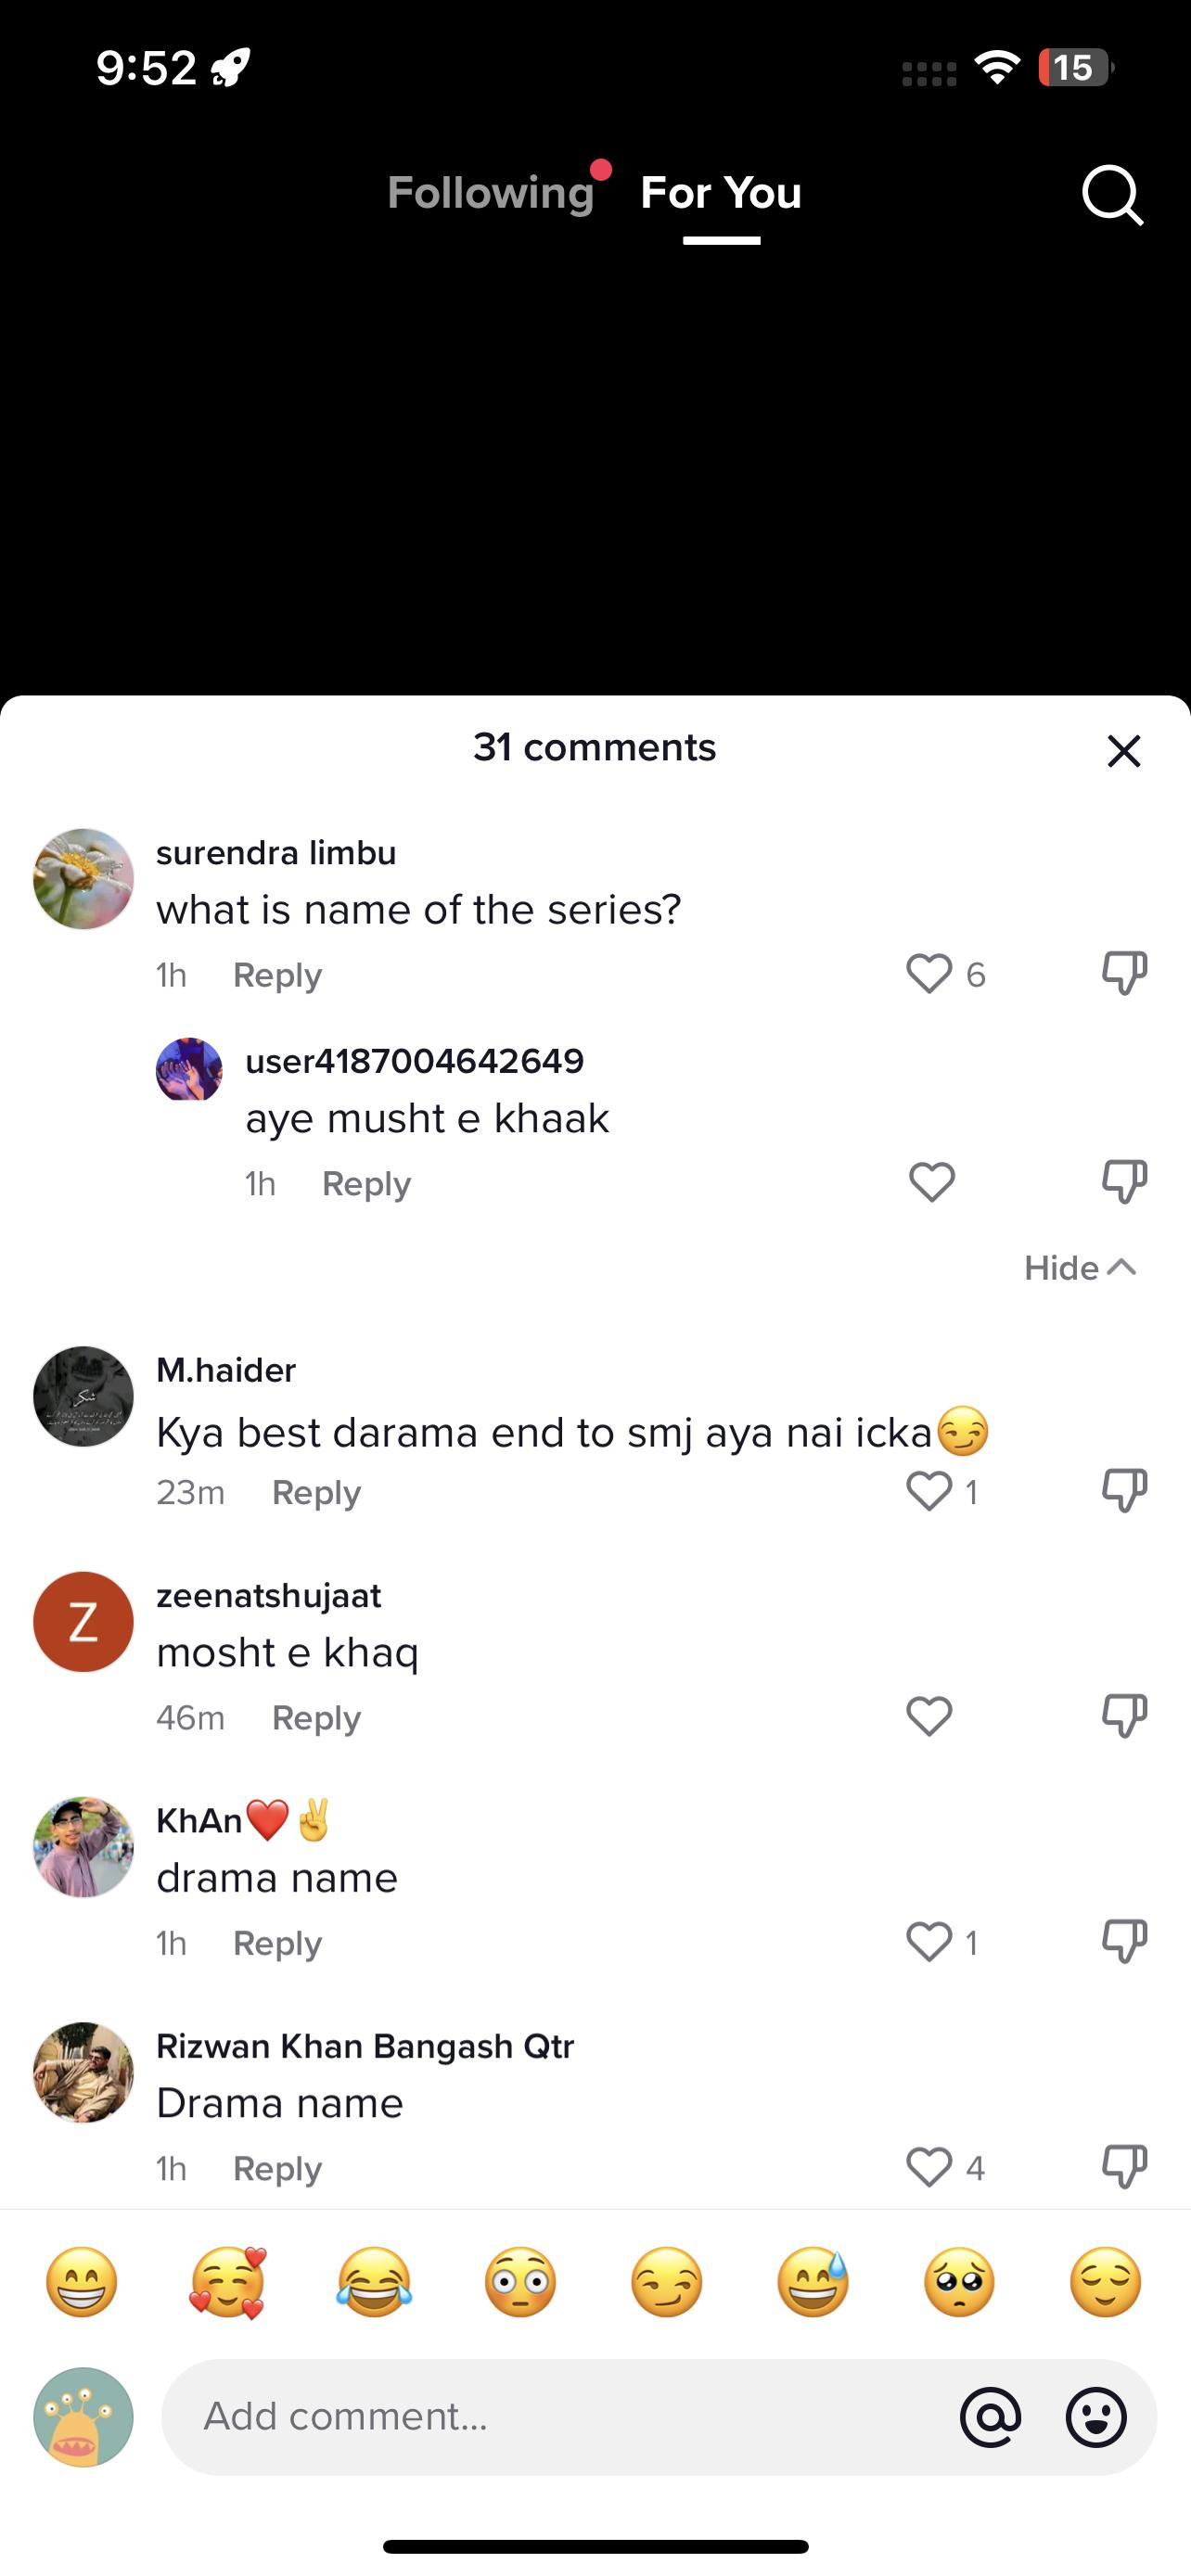 9:52
15
Following For You
31 comments
surendra limbu
what is name of the series?
1h Reply 6
user4187004642649
aye musht e khaak
1h Reply
Hide
M.haider
Kya best darama end to smj aya nai icka😏
23m Reply 1
Z
zeenatshujaat
mosht e khaq
46m Reply
KhAn❤️✌️
drama name
1h Reply 1
Rizwan Khan Bangash Qtr
Drama name
1h Reply 4
Add comment...